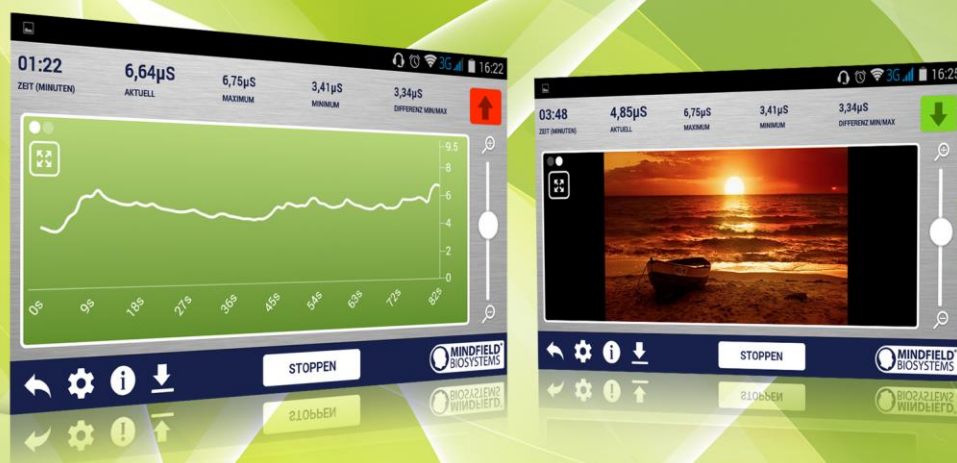 3G 16:22
01:22 6,64µS 6,75µS 3,41µS 3,34µS
ZEIT (MINUTEN) AKTUELL MAXIMUM MINIMUM DIFFERENZ MIN/MAX
9.5
8
6
4
2
0
0s 9s 18s 27s 36s 45s 54s 63s 72s 82s
STOPPEN
MINDFIELD
BIOSYSTEMS
3G 16:25
03:48 4,85µS 6,75µS 3,41µS 3,34µS
ZEIT (MINUTEN) AKTUELL MAXIMUM MINIMUM DIFFERENZ MIN/MAX
STOPPEN
MINDFIELD
BIOSYSTEMS